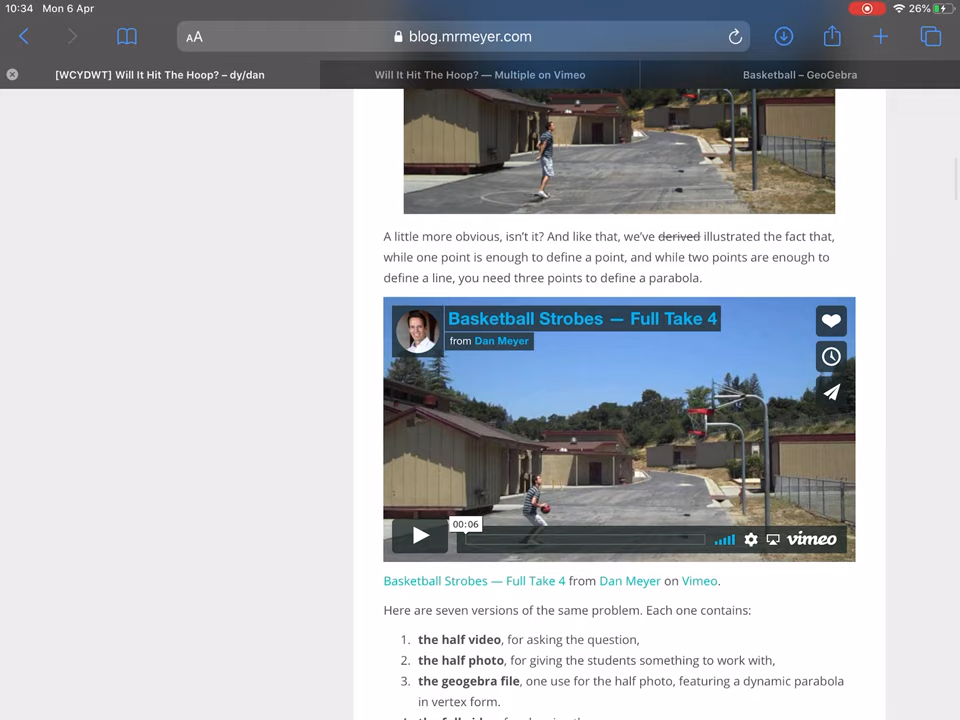 10:34 Mon 6 Apr 26%
AA blog.mrmeyer.com
[WCYDWT] Will It Hit The Hoop? – dy/dan Will It Hit The Hoop? — Multiple on Vimeo Basketball – GeoGebra
A little more obvious, isn't it? And like that, we've derived illustrated the fact that,
while one point is enough to define a point, and while two points are enough to
define a line, you need three points to define a parabola.
Basketball Strobes — Full Take 4
from Dan Meyer
00:06
vimeo
Basketball Strobes — Full Take 4 from Dan Meyer on Vimeo.
Here are seven versions of the same problem. Each one contains:
1. the half video, for asking the question,
2. the half photo, for giving the students something to work with,
3. the geogebra file, one use for the half photo, featuring a dynamic parabola
in vertex form.